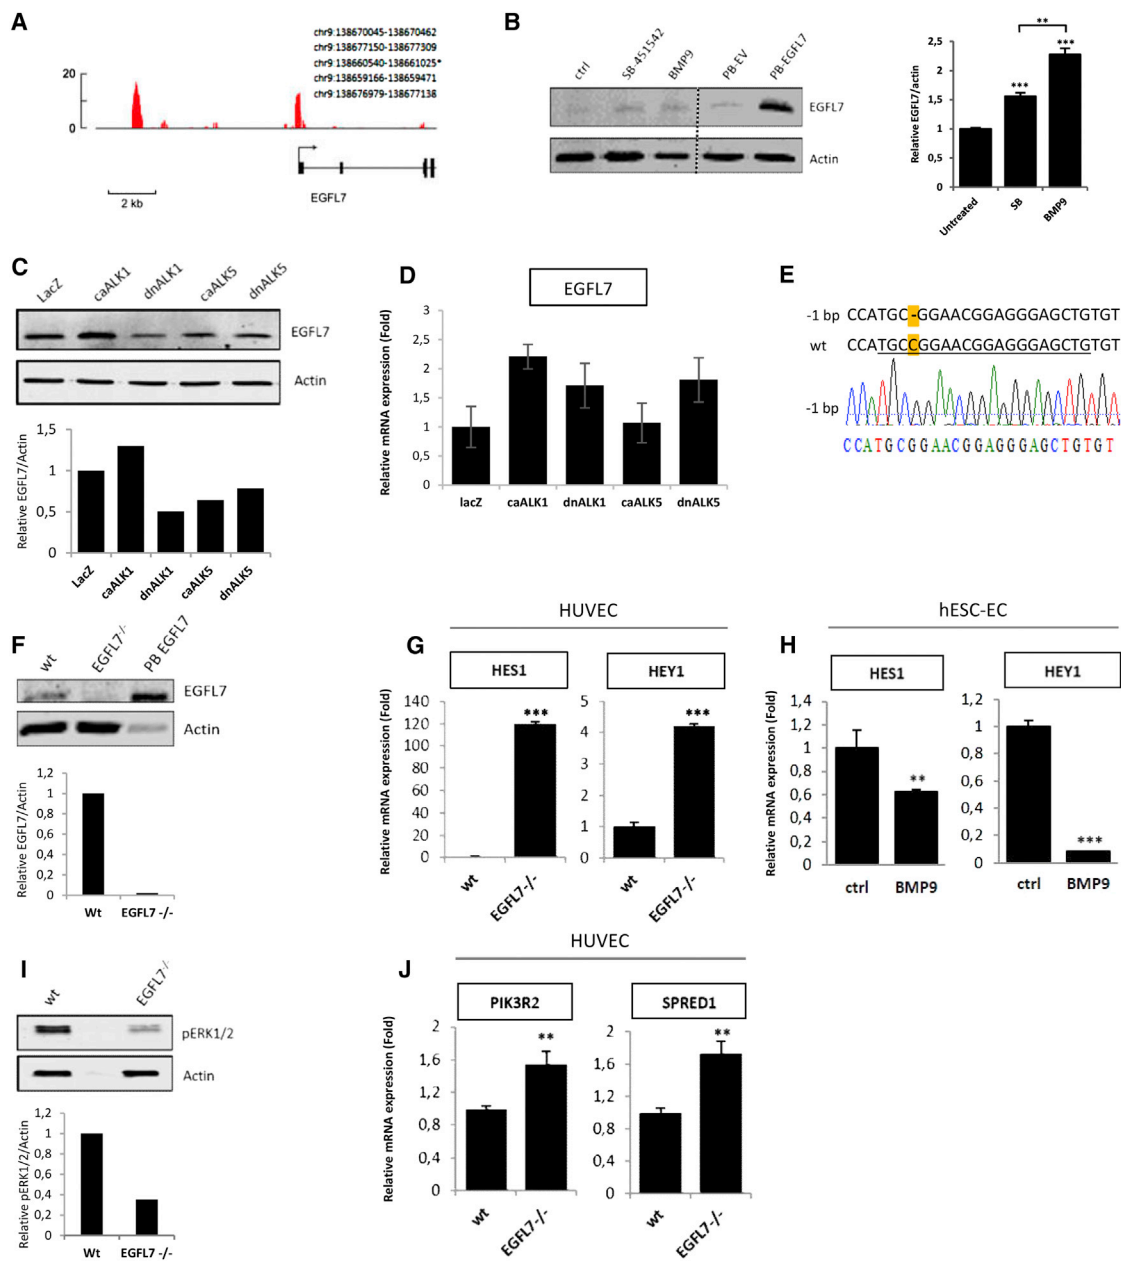 A
chr9:138670045-138670462
chr9:138677150-138677309
chr9:138660540-138661025*
chr9:138659166-138659471
chr9:138676979-138677138
20
0
2 kb
EGFL7
B
ctrl
SB-451542
BMP9
PB-EV
PB-EGFL7
EGFL7
Actin
Relative EGFL7/actin
2,5
2
1,5
1
0,5
0
***
**
***
Untreated
SB
BMP9
C
LacZ
caALK1
dnALK1
caALK5
dnALK5
EGFL7
Actin
Relative EGFL7/Actin
1,5
1
0,5
0
LacZ
caALK1
dnALK1
caALK5
dnALK5
D
EGFL7
Relative mRNA expression (Fold)
3
2,5
2
1,5
1
0,5
0
lacZ
caALK1
dnALK1
caALK5
dnALK5
E
-1 bp CCATGC-GGAACGGAGGGAGCTGTGT
wt CCATGCCGGAACGGAGGGAGCTGTGT
-1 bp
CCATGCGGAACGGAGGGAGCTGTGT
F
wt
EGFL7-/-
PB EGFL7
EGFL7
Actin
Relative EGFL7/Actin
1,2
1
0,8
0,6
0,4
0,2
0
Wt
EGFL7 -/-
G
HUVEC
HES1
Relative mRNA expression (Fold)
140
120
100
80
60
40
20
0
***
wt
EGFL7-/-
HEY1
5
4
3
2
1
0
***
wt
EGFL7-/-
H
hESC-EC
HES1
Relative mRNA expression (Fold)
1,4
1,2
1
0,8
0,6
0,4
0,2
0
**
ctrl
BMP9
HEY1
1,2
1
0,8
0,6
0,4
0,2
0
***
ctrl
BMP9
I
wt
EGFL7-/-
pERK1/2
Actin
Relative pERK1/2/Actin
1,2
1
0,8
0,6
0,4
0,2
0
Wt
EGFL7 -/-
J
HUVEC
PIK3R2
Relative mRNA expression (Fold)
2
1,6
1,2
0,8
0,4
0
**
wt
EGFL7-/-
SPRED1
2
1,6
1,2
0,8
0,4
0
**
wt
EGFL7-/-